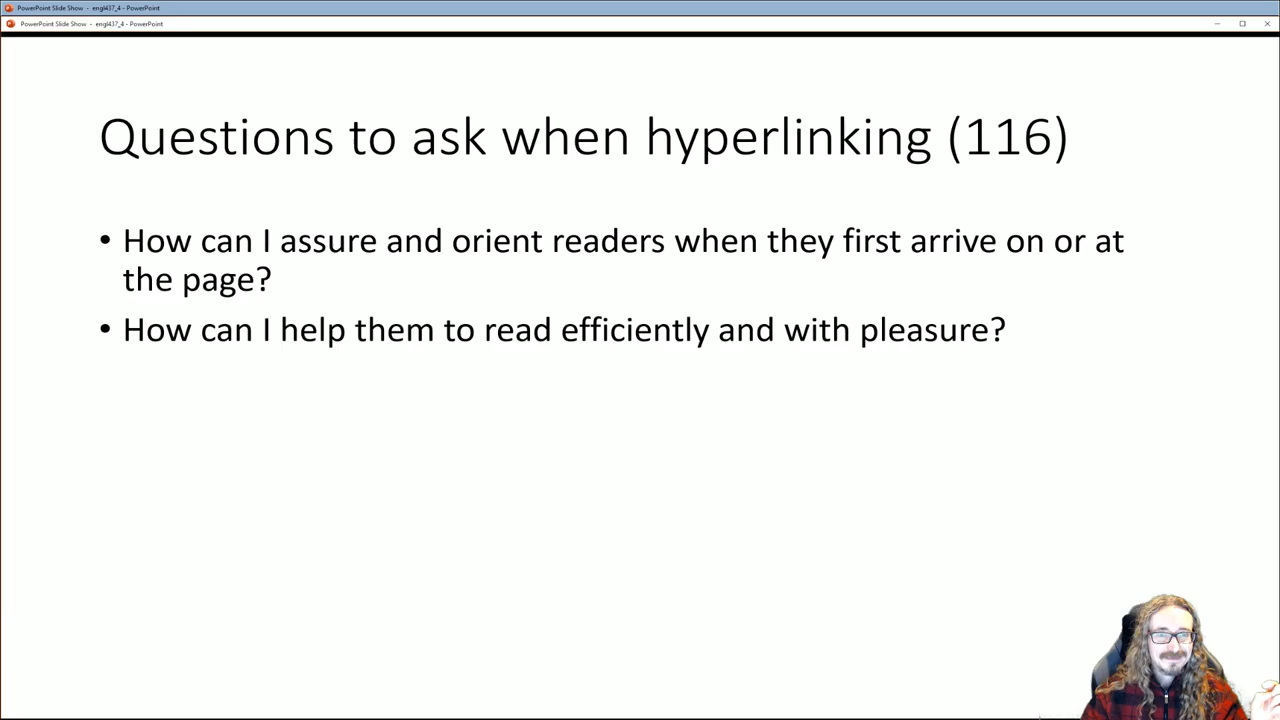 PowerPoint Slide Show - engl437_4 - PowerPoint
PowerPoint Slide Show - engl437_4 - PowerPoint
Questions to ask when hyperlinking (116)
• How can I assure and orient readers when they first arrive on or at
the page?
• How can I help them to read efficiently and with pleasure?